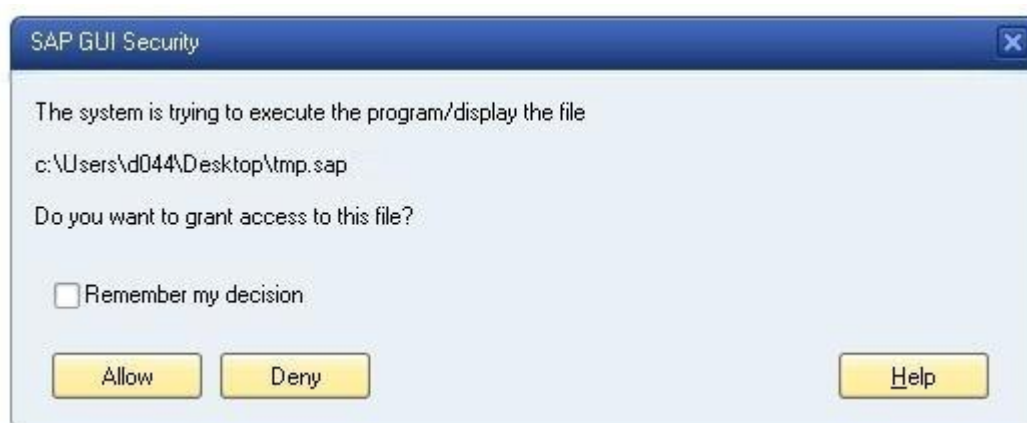 SAP GUI Security
The system is trying to execute the program/display the file
c:\Users\d044\Desktop\tmp.sap
Do you want to grant access to this file?
Remember my decision
Allow Deny Help